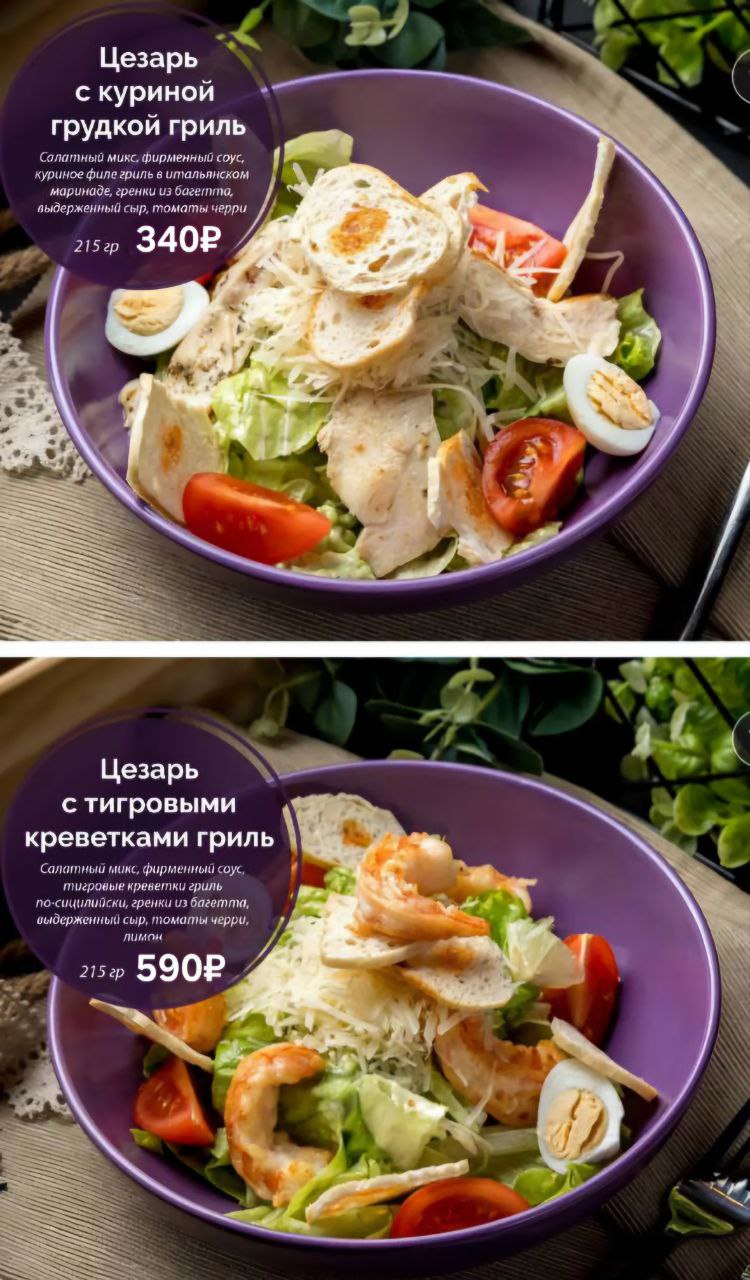 Цезарь
с куриной
грудкой гриль
Салатный микс, фирменный соус,
куриное филе гриль в итальянском
маринаде, гренки из багетта,
выдержанный сыр, томаты черри
215 гр 340₽
Цезарь
с тигровыми
креветками гриль
Салатный микс, фирменный соус,
тигровые креветки гриль
по-сицилийски, гренки из багетта,
выдержанный сыр, томаты черри,
лимон
215 гр 590₽